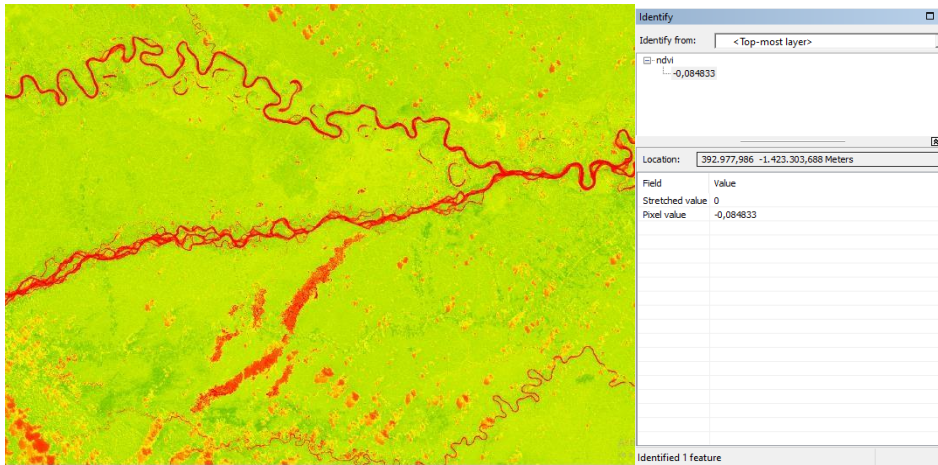 Identify
Identify from: <Top-most layer>
ndvi
-0,084833
Location: 392.977,986 -1.423.303,688 Meters
Field Value
Stretched value 0
Pixel value -0,084833
Identified 1 feature